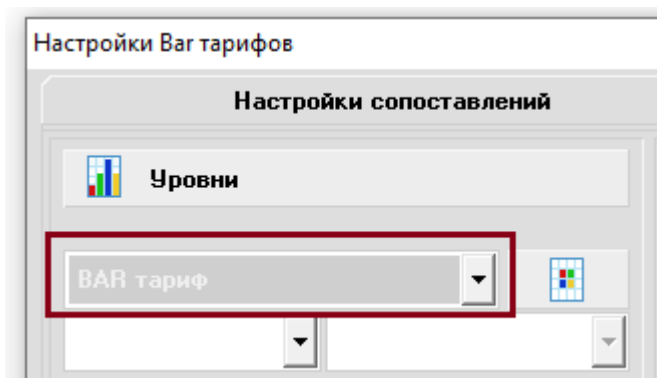 Настройки Bar тарифов
Настройки сопоставлений
Уровни
BAR тариф